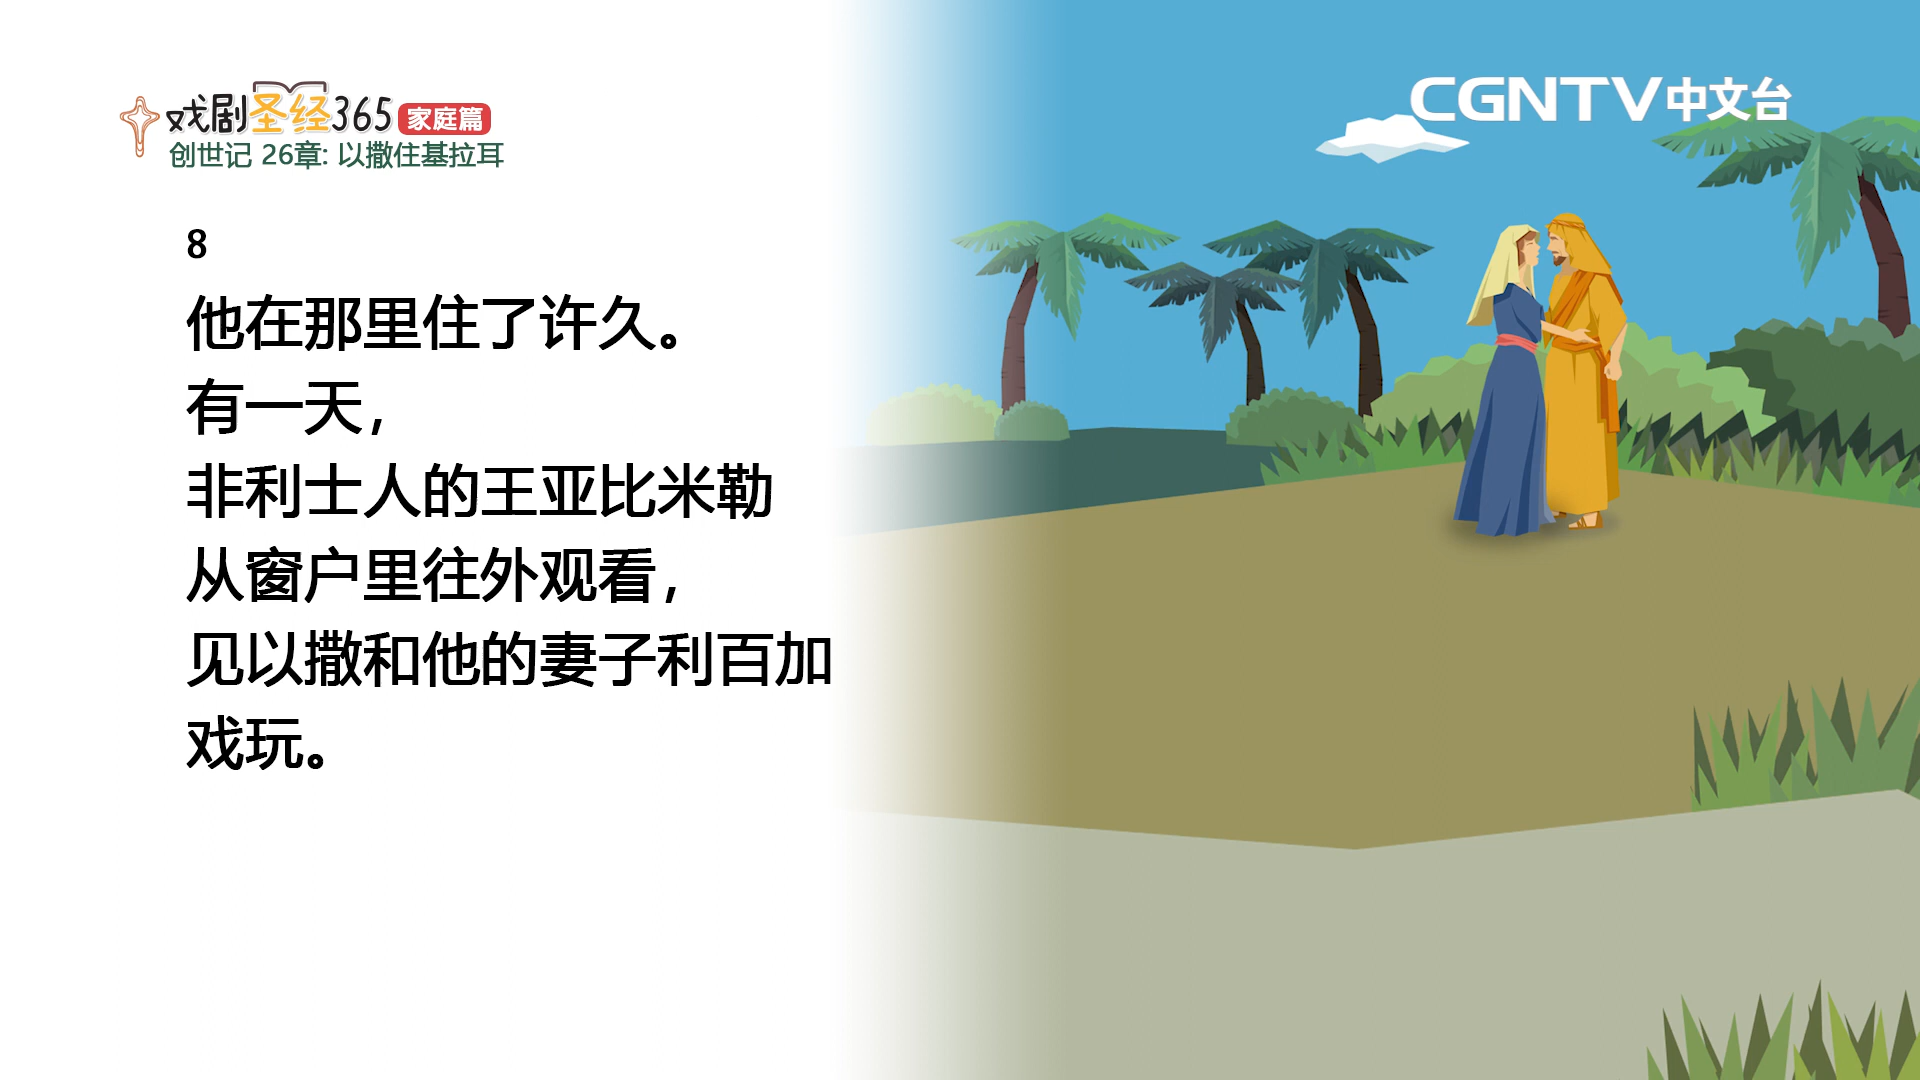 戏剧圣经365 家庭篇
创世记 26章: 以撒住基拉耳
CGNTV中文台
8
他在那里住了许久。
有一天，
非利士人的王亚比米勒
从窗户里往外观看，
见以撒和他的妻子利百加
戏玩。